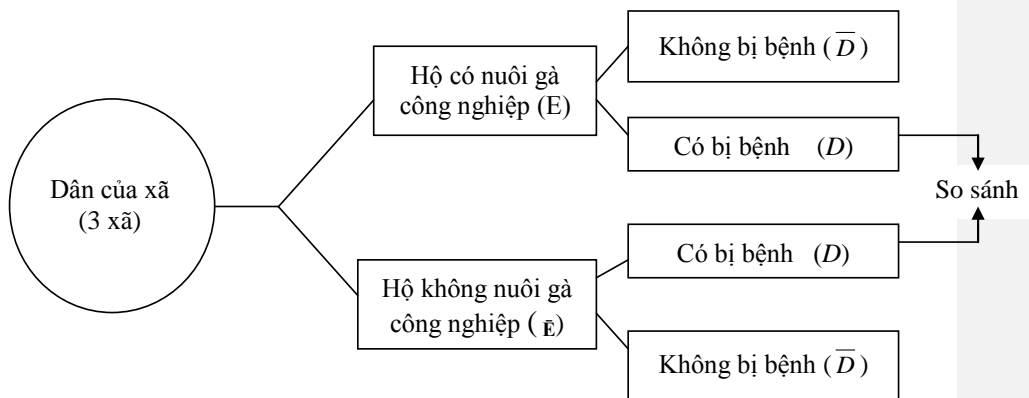 Không bị bệnh (D̅)
Hộ có nuôi gà
công nghiệp (E)
Có bị bệnh (D)
Dân của xã
(3 xã)
So sánh
Có bị bệnh (D)
Hộ không nuôi gà
công nghiệp (Ē)
Không bị bệnh (D̅)